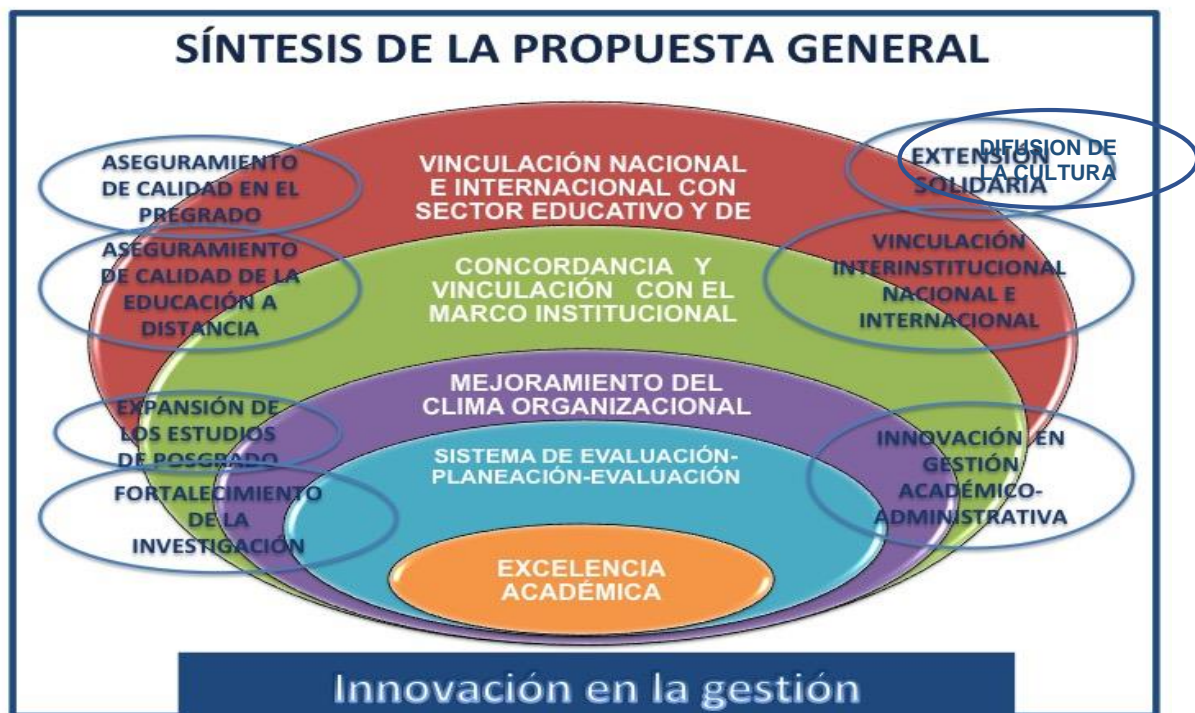 SÍNTESIS DE LA PROPUESTA GENERAL
ASEGURAMIENTO
DE CALIDAD EN EL
PREGRADO
ASEGURAMIENTO
DE CALIDAD DE LA
EDUCACIÓN A
DISTANCIA
EXPANSIÓN DE
LOS ESTUDIOS
DE POSGRADO
FORTALECIMIENTO
DE LA
INVESTIGACIÓN
VINCULACIÓN NACIONAL
E INTERNACIONAL CON
SECTOR EDUCATIVO Y DE
CONCORDANCIA Y
VINCULACIÓN CON EL
MARCO INSTITUCIONAL
MEJORAMIENTO DEL
CLIMA ORGANIZACIONAL
SISTEMA DE EVALUACIÓN-
PLANEACIÓN-EVALUACIÓN
EXCELENCIA
ACADÉMICA
DIFUSION DE
LA CULTURA
EXTENSIÓN
SOLIDARIA
VINCULACIÓN
INTERINSTITUCIONAL
NACIONAL E
INTERNACIONAL
INNOVACIÓN EN
GESTIÓN
ACADÉMICO-
ADMINISTRATIVA
Innovación en la gestión